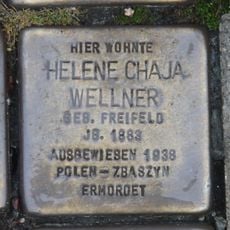 HIER WOHNTE
HELENE CHAJA
WELLNER
GEB. FREIFELD
JG. 1883
AUSGEWIESEN 1938
POLEN-ZBASZYN
ERMORDET